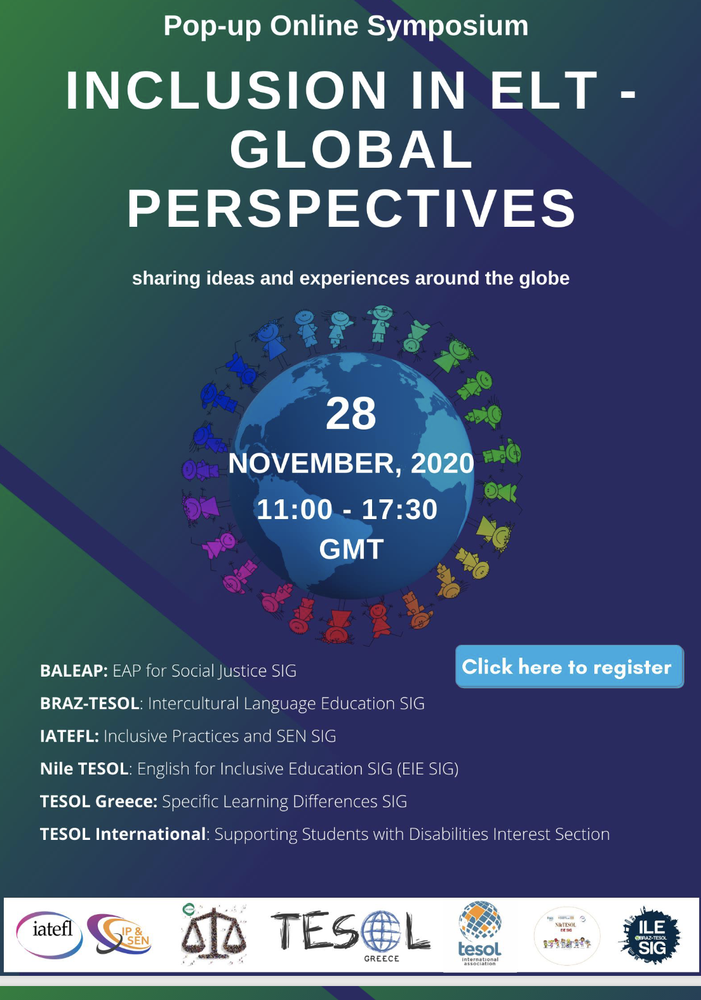 Pop-up Online Symposium
INCLUSION IN ELT -
GLOBAL
PERSPECTIVES
sharing ideas and experiences around the globe
28
NOVEMBER, 2020
11:00 - 17:30
GMT
Click here to register
BALEAP: EAP for Social Justice SIG
BRAZ-TESOL: Intercultural Language Education SIG
IATEFL: Inclusive Practices and SEN SIG
Nile TESOL: English for Inclusive Education SIG (EIE SIG)
TESOL Greece: Specific Learning Differences SIG
TESOL International: Supporting Students with Disabilities Interest Section
iatefl
IP &
SEN
TESOL
GREECE
tesol
international
association
NileTESOL
EIE SIG
ILE
BRAZ-TESOL
SIG